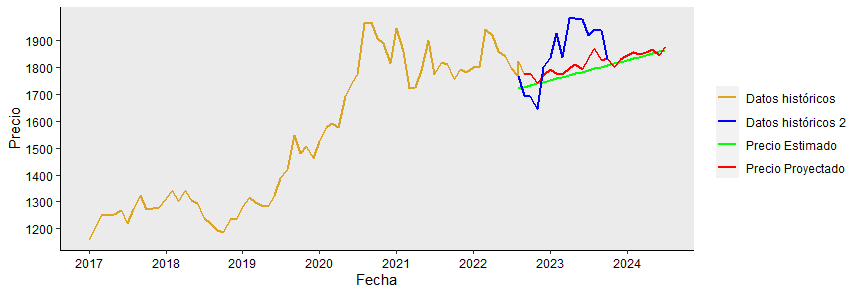 Precio
1900
1800
1700
1600
1500
1400
1300
1200
2017 2018 2019 2020 2021 2022 2023 2024
Fecha
Datos históricos
Datos históricos 2
Precio Estimado
Precio Proyectado